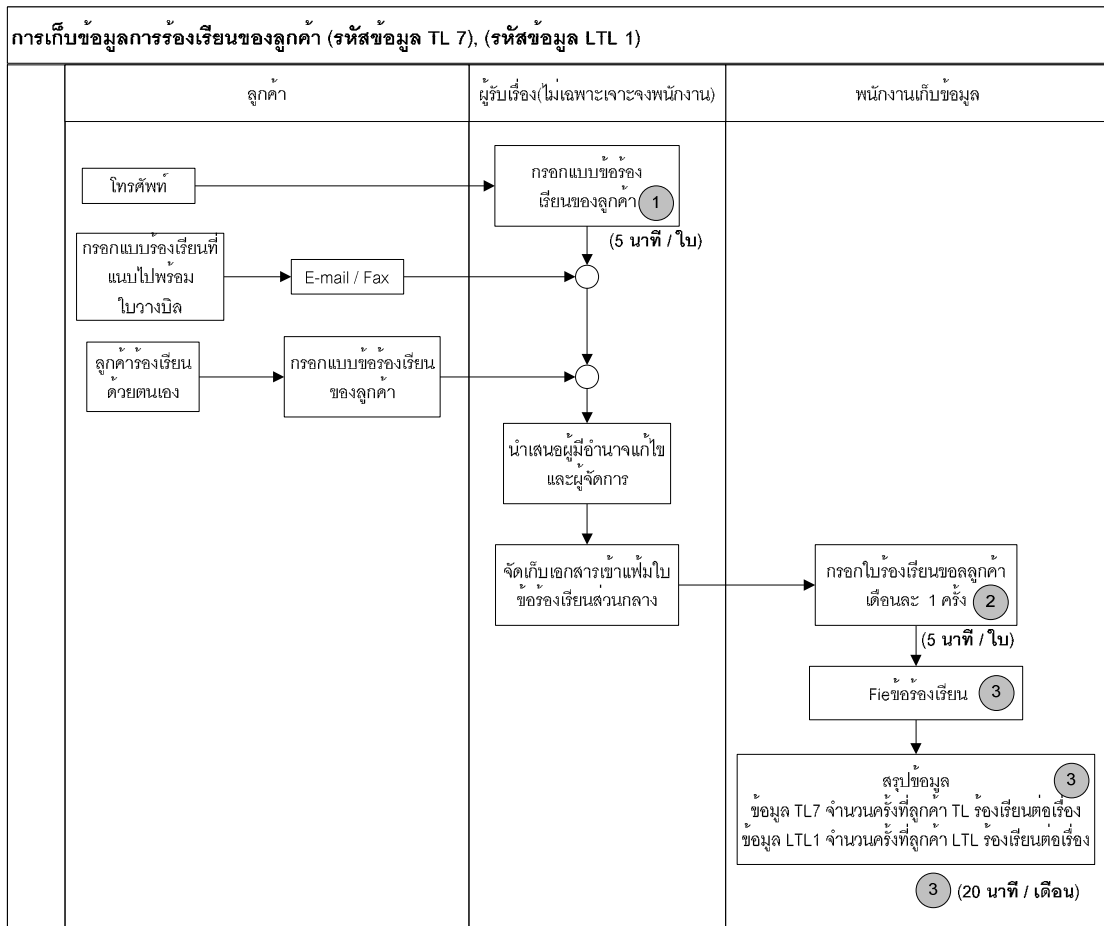 การเก็บข้อมูลการร้องเรียนของลูกค้า (รหัสข้อมูล TL 7), (รหัสข้อมูล LTL 1)
ลูกค้า
ผู้รับเรื่อง(ไม่เฉพาะเจาะจงพนักงาน)
พนักงานเก็บข้อมูล
โทรศัพท์
กรอกแบบข้อร้อง
เรียนของลูกค้า 1
(5 นาที / ใบ)
กรอกแบบร้องเรียนที่
แนบไปพร้อม
ใบวางบิล
E-mail / Fax
ลูกค้าร้องเรียน
ด้วยตนเอง
กรอกแบบข้อร้องเรียน
ของลูกค้า
นำเสนอผู้มีอำนาจแก้ไข
และผู้จัดการ
จัดเก็บเอกสารเข้าแฟ้มใบ
ข้อร้องเรียนส่วนกลาง
กรอกใบร้องเรียนขอลลูกค้า
เดือนละ 1 ครั้ง 2
(5 นาที / ใบ)
Fieข้อร้องเรียน 3
สรุปข้อมูล 3
ข้อมูล TL7 จำนวนครั้งที่ลูกค้า TL ร้องเรียนต่อเรื่อง
ข้อมูล LTL1 จำนวนครั้งที่ลูกค้า LTL ร้องเรียนต่อเรื่อง
3 (20 นาที / เดือน)